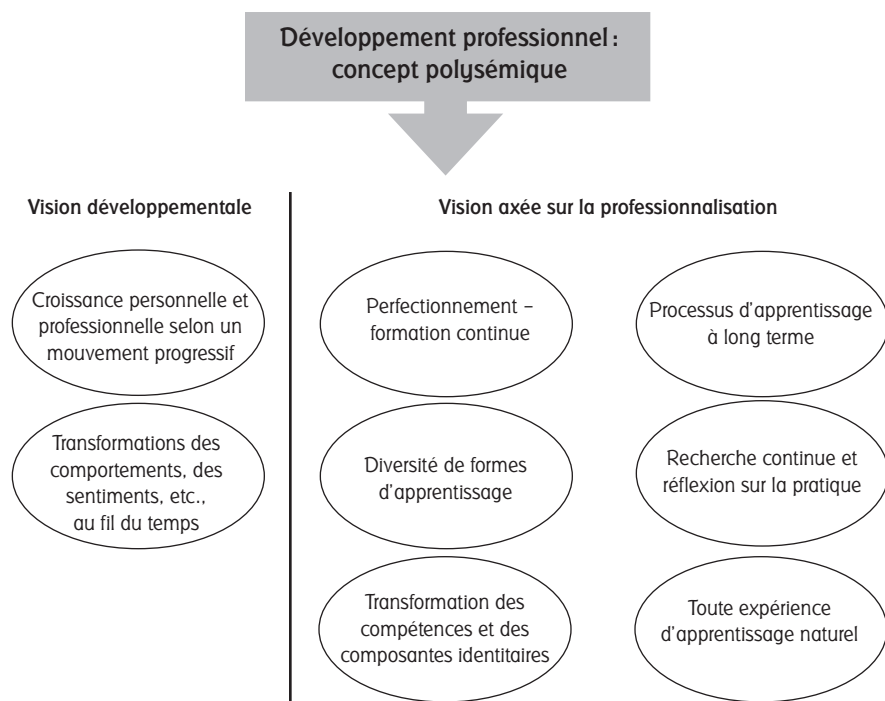 Développement professionnel :
concept polysémique
Vision développementale
Croissance personnelle et
professionnelle selon un
mouvement progressif
Transformations des
comportements, des
sentiments, etc.,
au fil du temps
Vision axée sur la professionnalisation
Perfectionnement –
formation continue
Processus d'apprentissage
à long terme
Diversité de formes
d'apprentissage
Recherche continue et
réflexion sur la pratique
Transformation des
compétences et des
composantes identitaires
Toute expérience
d'apprentissage naturel